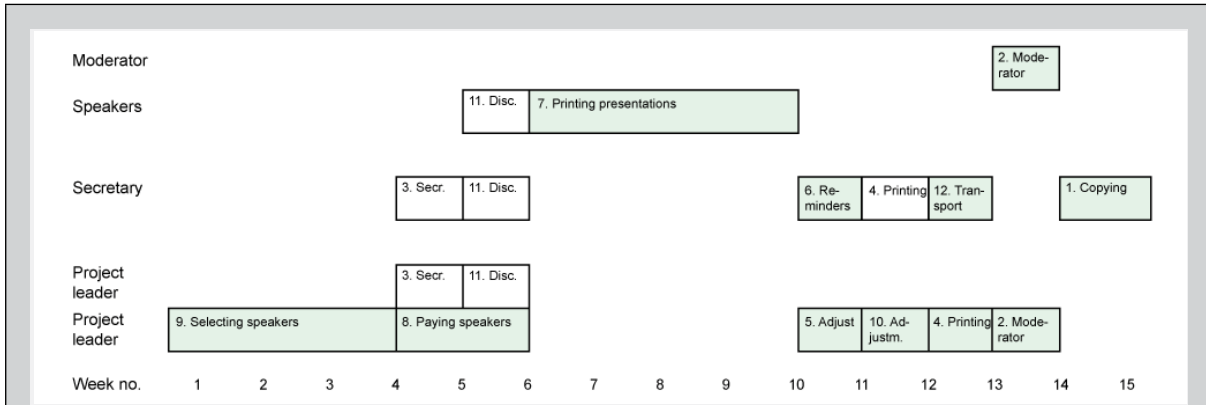 Moderator
2. Mode-
rator
Speakers
11. Disc.
7. Printing presentations
Secretary
3. Secr.
11. Disc.
6. Re-
minders
4. Printing
12. Tran-
sport
1. Copying
Project
leader
3. Secr.
11. Disc.
Project
leader
9. Selecting speakers
8. Paying speakers
5. Adjust
10. Ad-
justm.
4. Printing
2. Mode-
rator
Week no. 1 2 3 4 5 6 7 8 9 10 11 12 13 14 15